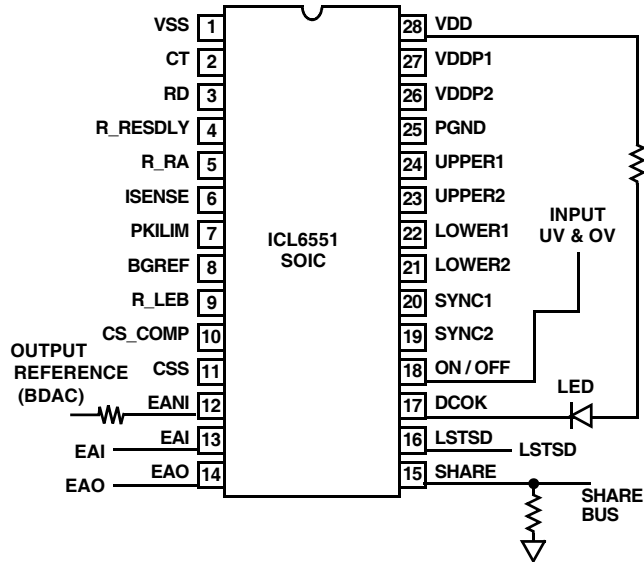 VSS 1
CT 2
RD 3
R_RESDLY 4
R_RA 5
ISENSE 6
PKILIM 7
BGREF 8
R_LEB 9
CS_COMP 10
CSS 11
EANI 12
EAI 13
EAO 14
OUTPUT
REFERENCE
(BDAC)
EAI
EAO
ICL6551
SOIC
28 VDD
27 VDDP1
26 VDDP2
25 PGND
24 UPPER1
23 UPPER2
22 LOWER1
21 LOWER2
20 SYNC1
19 SYNC2
18 ON / OFF
17 DCOK
16 LSTSD
15 SHARE
INPUT
UV & OV
LED
LSTSD
SHARE
BUS